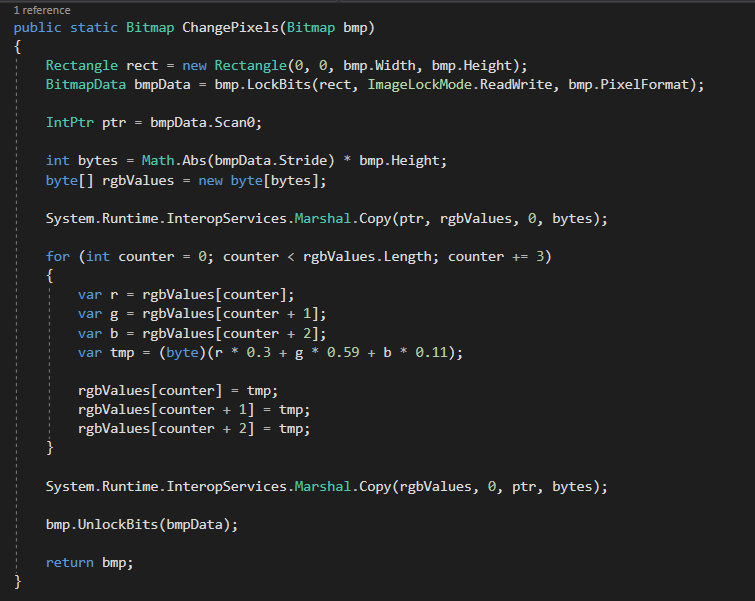 1 reference
public static Bitmap ChangePixels(Bitmap bmp)
{
Rectangle rect = new Rectangle(0, 0, bmp.Width, bmp.Height);
BitmapData bmpData = bmp.LockBits(rect, ImageLockMode.ReadWrite, bmp.PixelFormat);
IntPtr ptr = bmpData.Scan0;
int bytes = Math.Abs(bmpData.Stride) * bmp.Height;
byte[] rgbValues = new byte[bytes];
System.Runtime.InteropServices.Marshal.Copy(ptr, rgbValues, 0, bytes);
for (int counter = 0; counter < rgbValues.Length; counter += 3)
{
var r = rgbValues[counter];
var g = rgbValues[counter + 1];
var b = rgbValues[counter + 2];
var tmp = (byte)(r * 0.3 + g * 0.59 + b * 0.11);
rgbValues[counter] = tmp;
rgbValues[counter + 1] = tmp;
rgbValues[counter + 2] = tmp;
}
System.Runtime.InteropServices.Marshal.Copy(rgbValues, 0, ptr, bytes);
bmp.UnlockBits(bmpData);
return bmp;
}